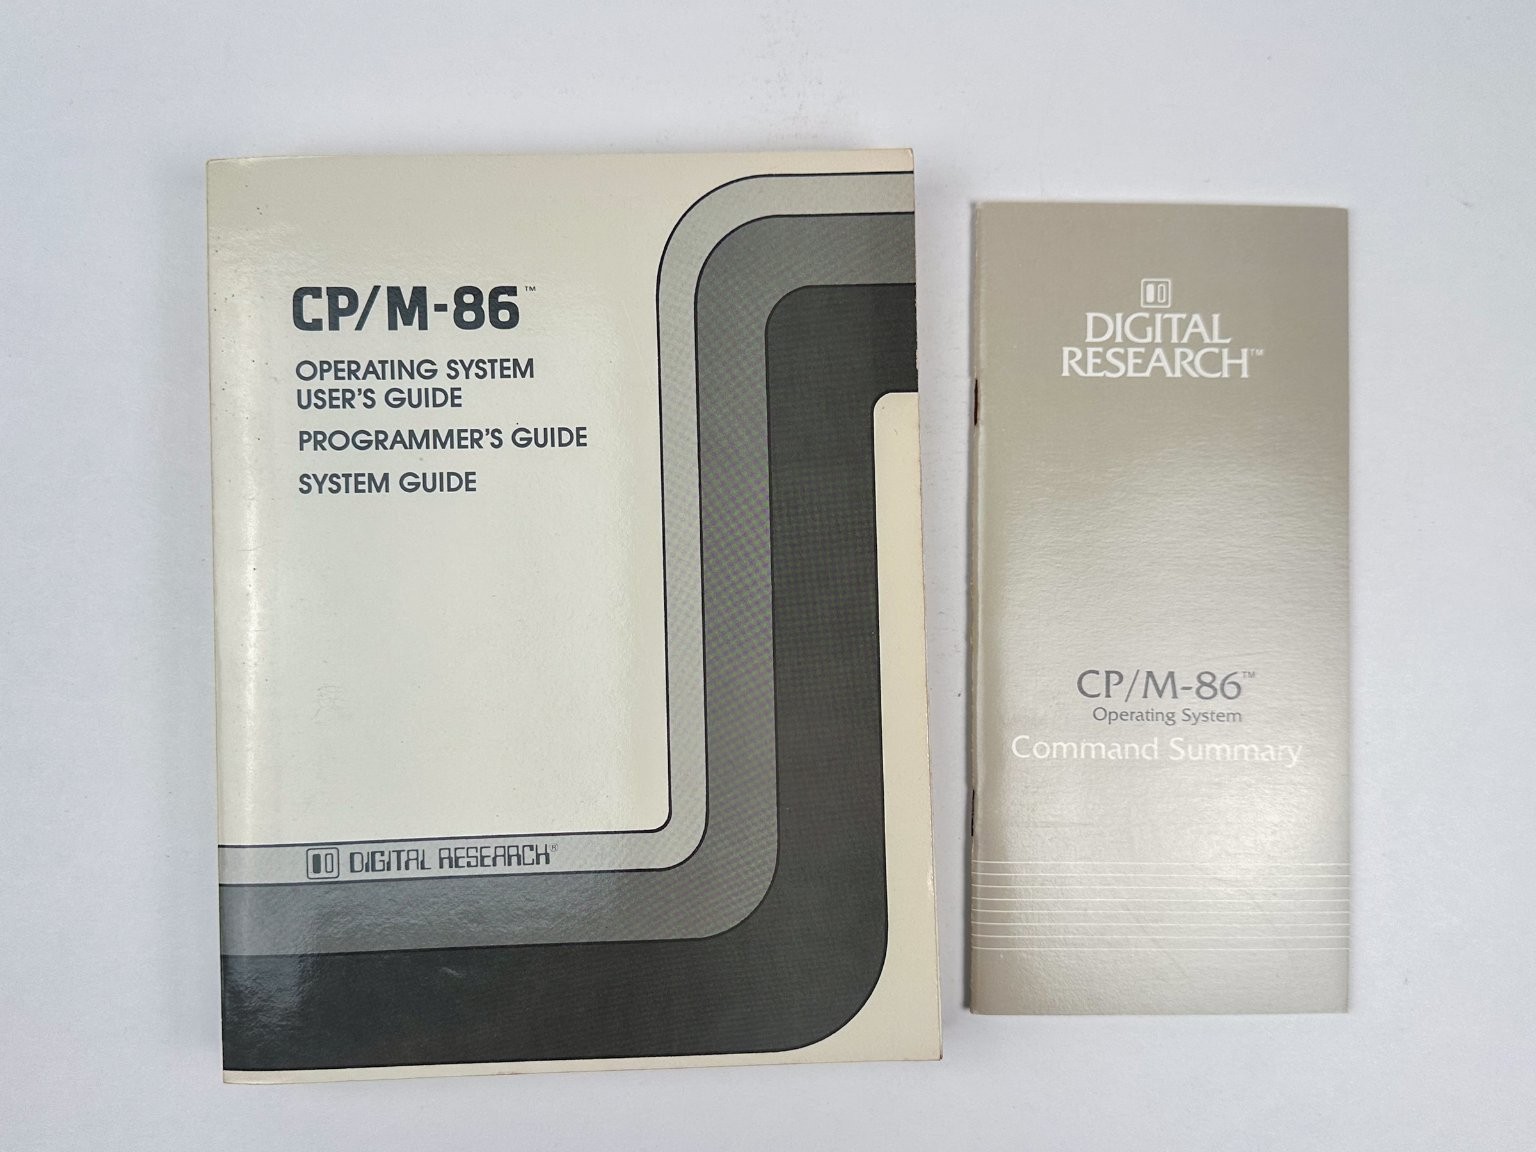 CP/M-86™
OPERATING SYSTEM
USER'S GUIDE
PROGRAMMER'S GUIDE
SYSTEM GUIDE
DIGITAL RESEARCH®
DIGITAL
RESEARCH™
CP/M-86™
Operating System
Command Summary